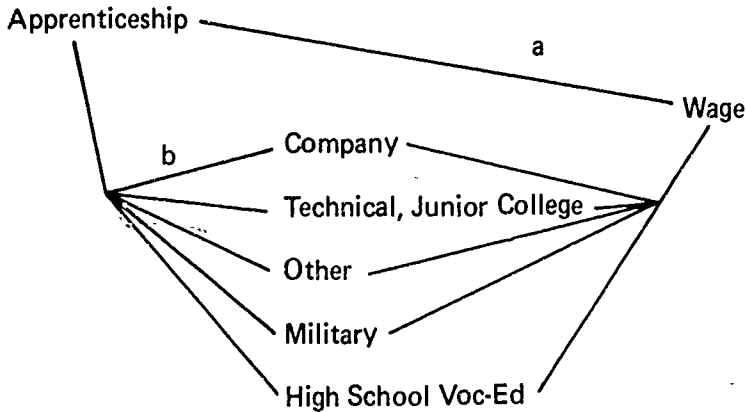 Apprenticeship
a
Wage
Company
b
Technical, Junior College
Other
Military
High School Voc-Ed